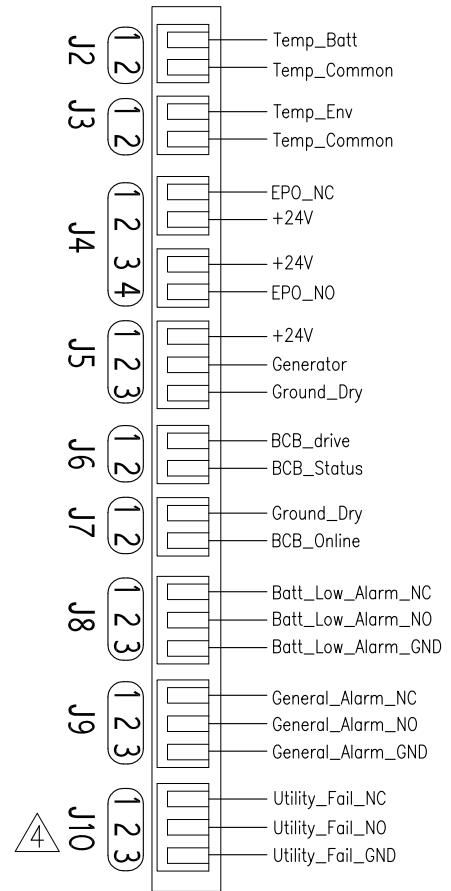 J2
1 Temp_Batt
2 Temp_Common
J3
1 Temp_Env
2 Temp_Common
J4
1 EPO_NC
2 +24V
3 +24V
4 EPO_NO
J5
1 +24V
2 Generator
3 Ground_Dry
J6
1 BCB_drive
2 BCB_Status
J7
1 Ground_Dry
2 BCB_Online
J8
1 Batt_Low_Alarm_NC
2 Batt_Low_Alarm_NO
3 Batt_Low_Alarm_GND
J9
1 General_Alarm_NC
2 General_Alarm_NO
3 General_Alarm_GND
4 J10
1 Utility_Fail_NC
2 Utility_Fail_NO
3 Utility_Fail_GND